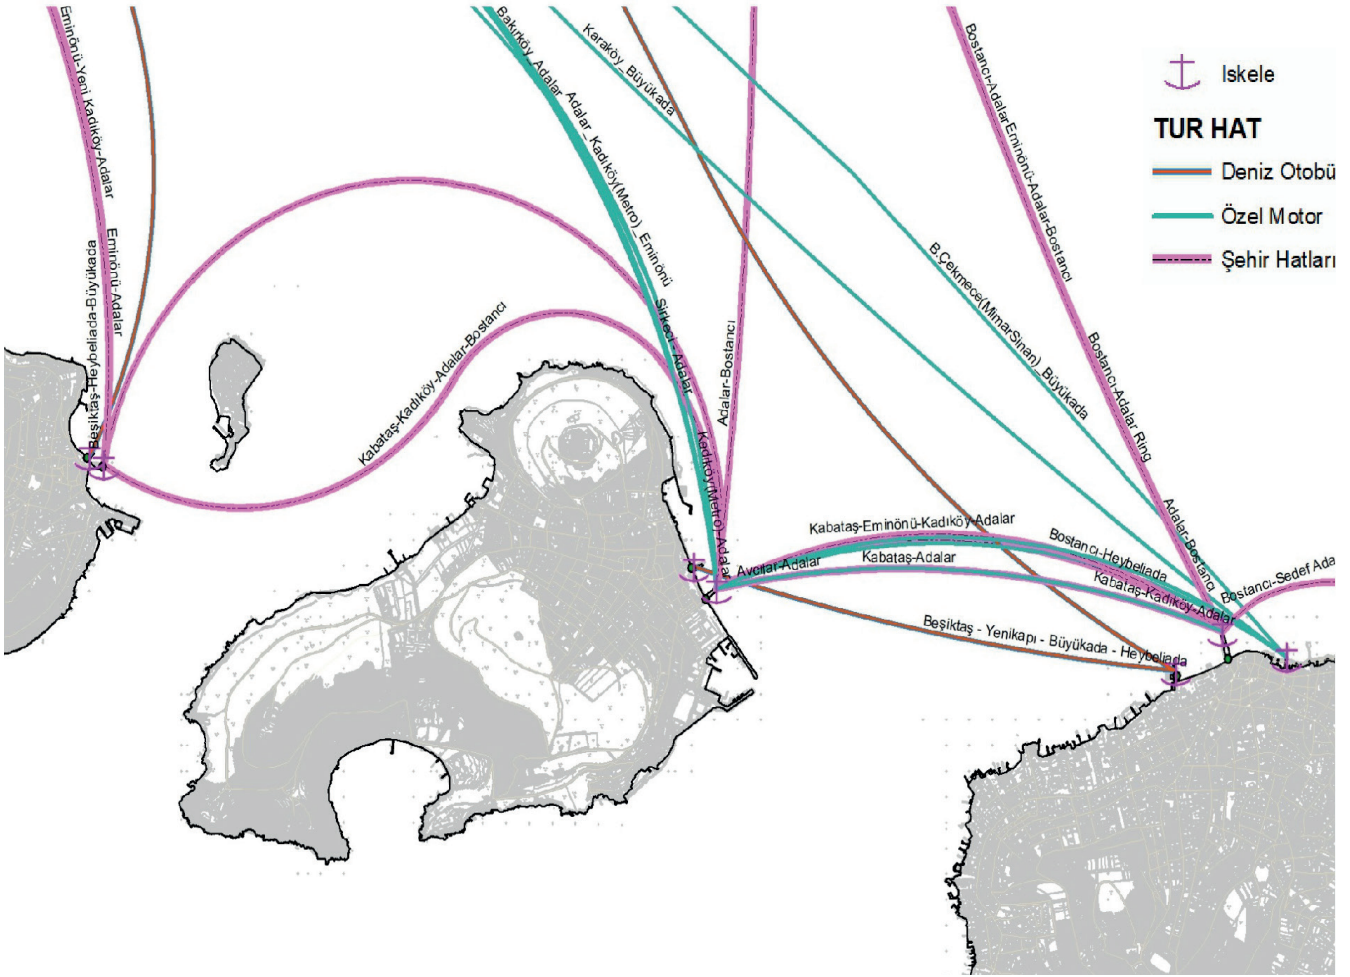 Iskele
TUR HAT
Deniz Otobü
Özel Motor
Şehir Hatları
Eminönü-Yeni Kadıköy-Adalar
Beşiktaş-Heybeliada-Büyükada
Eminönü-Adalar
Kabataş-Kadıköy-Adalar-Bostancı
Bakırköy_Adalar
Adalar_Kadıköy(Metro)_Eminönü
Sirkeci - Adalar
Kadıköy(Metro)-Adalar
Karaköy_Büyükada
Adalar-Bostancı
B.Çekmece(MimarSinan)_Büyükada
Bostancı-Adalar
Eminönü-Adalar-Bostancı
Bostancı-Adalar Ring
Adalar-Bostancı
Kabataş-Eminönü-Kadıköy-Adalar
Bostancı-Heybeliada
Kabataş-Adalar
Avcılar-Adalar
Kabataş-Kadıköy-Adalar
Bostancı-Sedef Ada
Beşiktaş - Yenikapı - Büyükada - Heybeliada